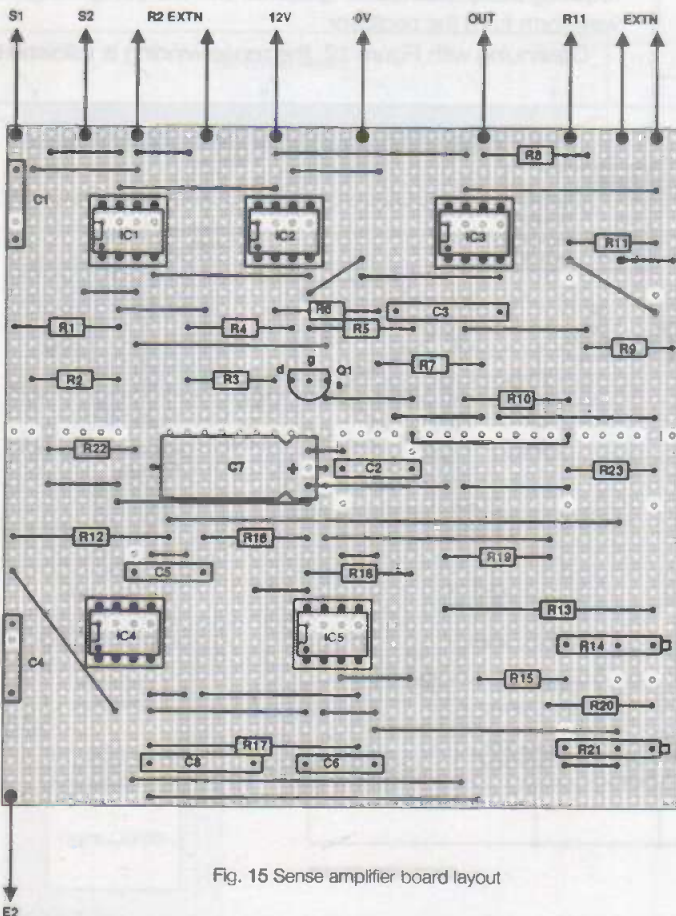 S1 S2 R2 EXTN 12V 0V OUT R11 EXTN
R8
C1
IC1 IC2 IC3
R11
R6 C3
R1 R4 R5
R9
g
d Q1 R7
s
R2 R3
R10
R22
C7 + C2 R23
R12 R16
R19
C5 R18
R13
IC4 IC5 R14
C4
R15
R20
R17
C8 C6 R21
Fig. 15 Sense amplifier board layout
E2